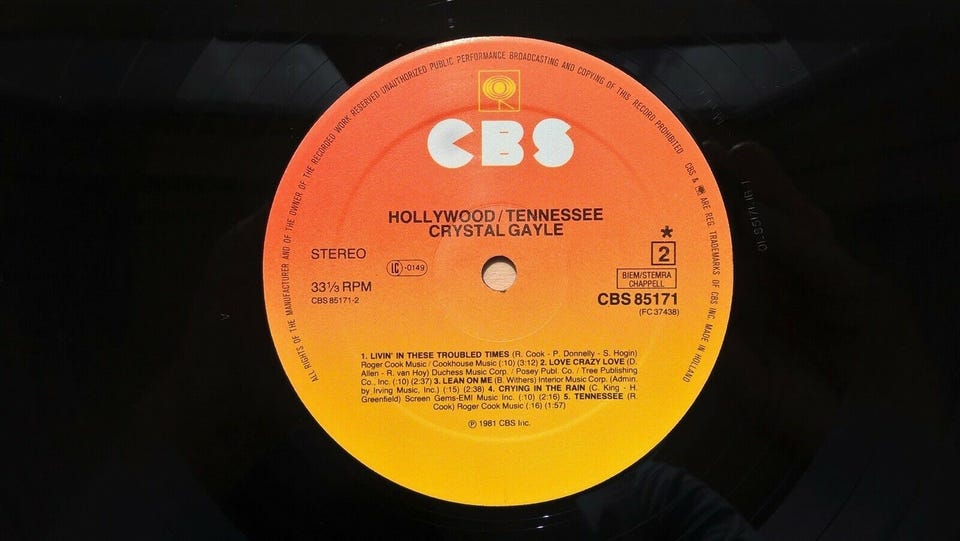 ALL RIGHTS OF THE MANUFACTURER AND OF THE OWNER OF THE RECORDED WORK RESERVED UNAUTHORIZED PUBLIC PERFORMANCE BROADCASTING AND COPYING OF THIS RECORD PROHIBITED
CBS & ARE REG. TRADEMARKS OF CBS INC. MADE IN HOLLAND
CBS
HOLLYWOOD/TENNESSEE
CRYSTAL GAYLE
STEREO
LC-0149
33⅓ RPM
CBS 85171-2
*
2
BIEM/STEMRA
CHAPPELL
CBS 85171
(FC 37438)
1. LIVIN' IN THESE TROUBLED TIMES (R. Cook - P. Donnelly - S. Hogin)
Roger Cook Music / Cookhouse Music (:10) (3:12) 2. LOVE CRAZY LOVE (D.
Allen - R. van Hoy) Duchess Music Corp. / Posey Publ. Co. / Tree Publishing
Co., Inc. (:10) (2:37) 3. LEAN ON ME (B. Withers) Interior Music Corp. (Admin.
by Irving Music, Inc.) (:15) (2:38) 4. CRYING IN THE RAIN (C. King - H.
Greenfield) Screen Gems-EMI Music Inc. (:10) (2:16) 5. TENNESSEE (R.
Cook) Roger Cook Music (:16) (1:57)
℗ 1981 CBS Inc.